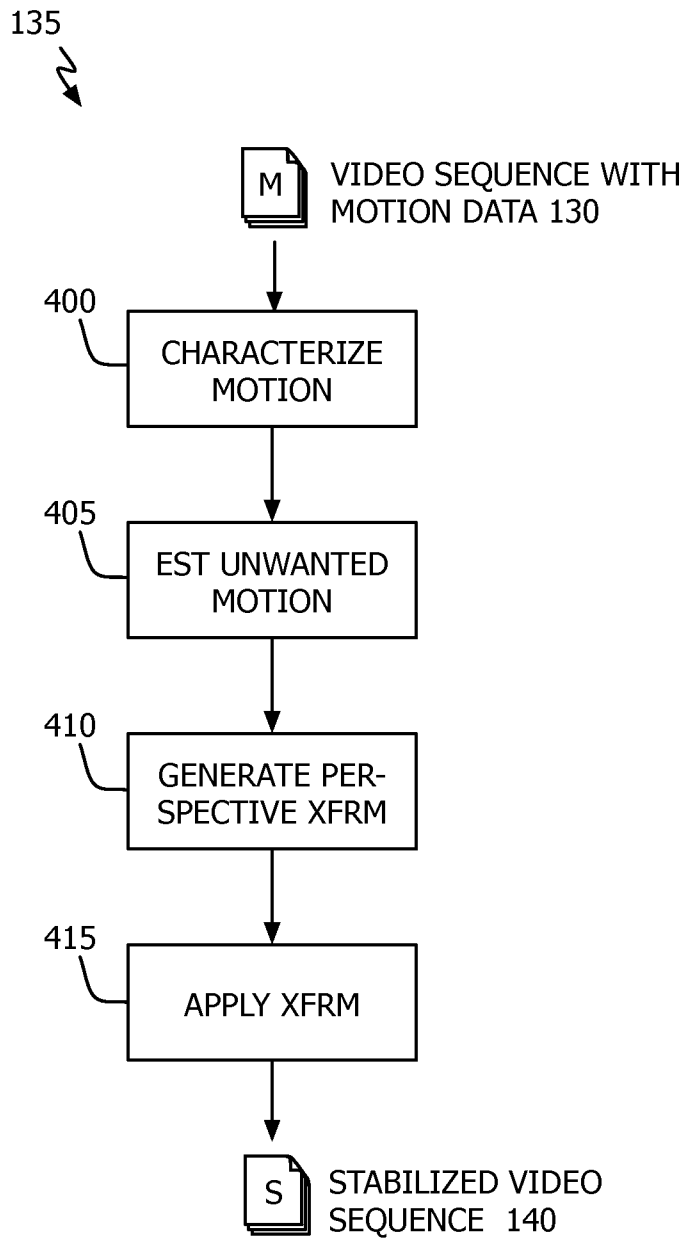 135
M
VIDEO SEQUENCE WITH
MOTION DATA 130
400
CHARACTERIZE
MOTION
405
EST UNWANTED
MOTION
410
GENERATE PER-
SPECTIVE XFRM
415
APPLY XFRM
S
STABILIZED VIDEO
SEQUENCE 140